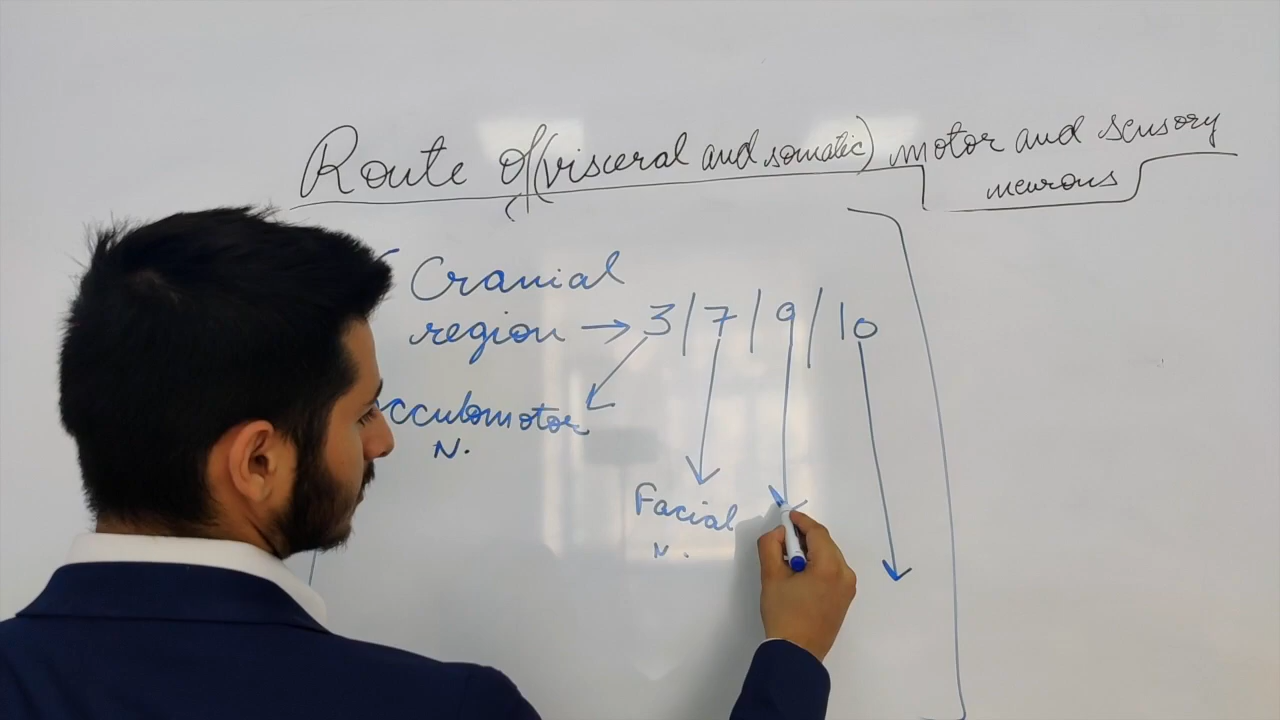 Route of (visceral and somatic) motor and sensory
neurons
Cranial
region → 3/7/9/10
occulomotor
N.
Facial
N.